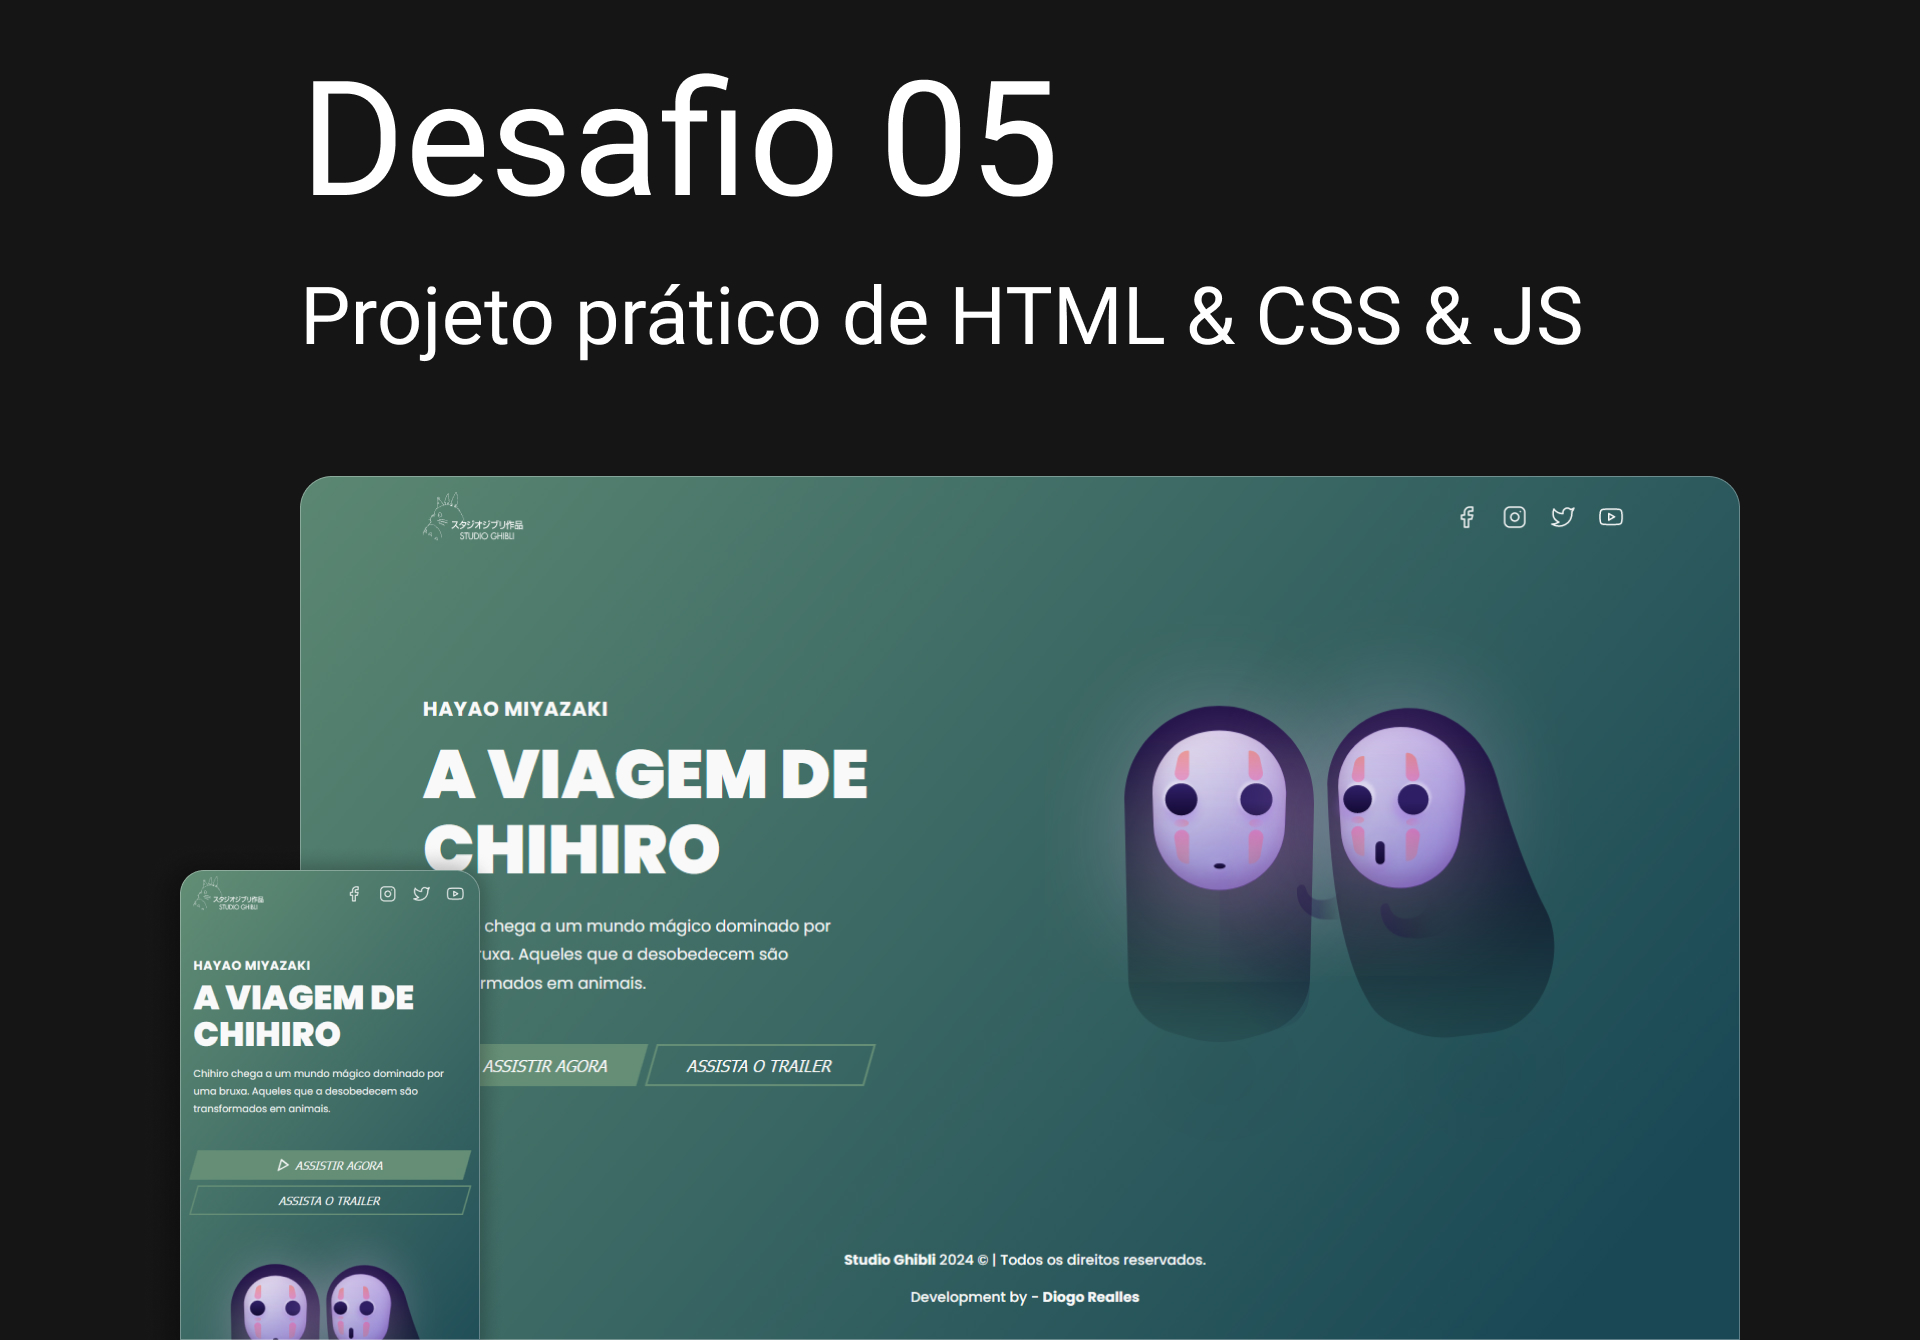 Desafio 05
Projeto prático de HTML & CSS & JS
スタジオジブリ作品
STUDIO GHIBLI
HAYAO MIYAZAKI
A VIAGEM DE
CHIHIRO
chega a um mundo mágico dominado por
ruxa. Aqueles que a desobedecem são
rmados em animais.
ASSISTIR AGORA
ASSISTA O TRAILER
Studio Ghibli 2024 © | Todos os direitos reservados.
Development by - Diogo Realles
スタジオジブリ作品
STUDIO GHIBLI
HAYAO MIYAZAKI
A VIAGEM DE
CHIHIRO
Chihiro chega a um mundo mágico dominado por
uma bruxa. Aqueles que a desobedecem são
transformados em animais.
ASSISTIR AGORA
ASSISTA O TRAILER